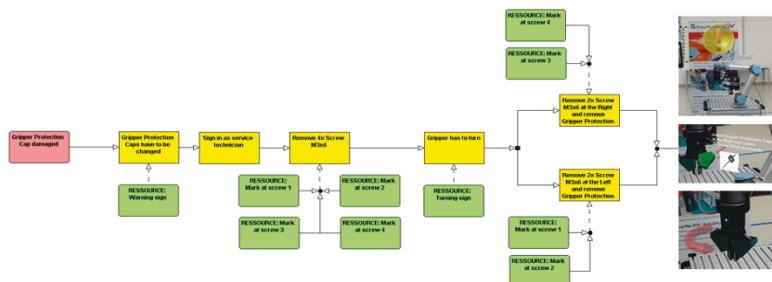 RESSOURCE: Mark
at screw 4
RESSOURCE: Mark
at screw 3
Remove 2x Screw
M3x6 at the Right
and remove
Gripper Protection
Gripper Protection
Cap damaged
Gripper Protection
Caps have to be
changed
Sign in as service
technician
Remove 4x Screw
M3x6
Gripper has to turn
RESSOURCE:
Warning sign
RESSOURCE:
Mark at screw 1
RESSOURCE:
Mark at screw 2
RESSOURCE: Mark
at screw 3
RESSOURCE: Mark
at screw 4
RESSOURCE:
Turning sign
Remove 2x Screw
M3x6 at the Left
and remove
Gripper Protection
RESSOURCE: Mark
at screw 1
RESSOURCE: Mark
at screw 2